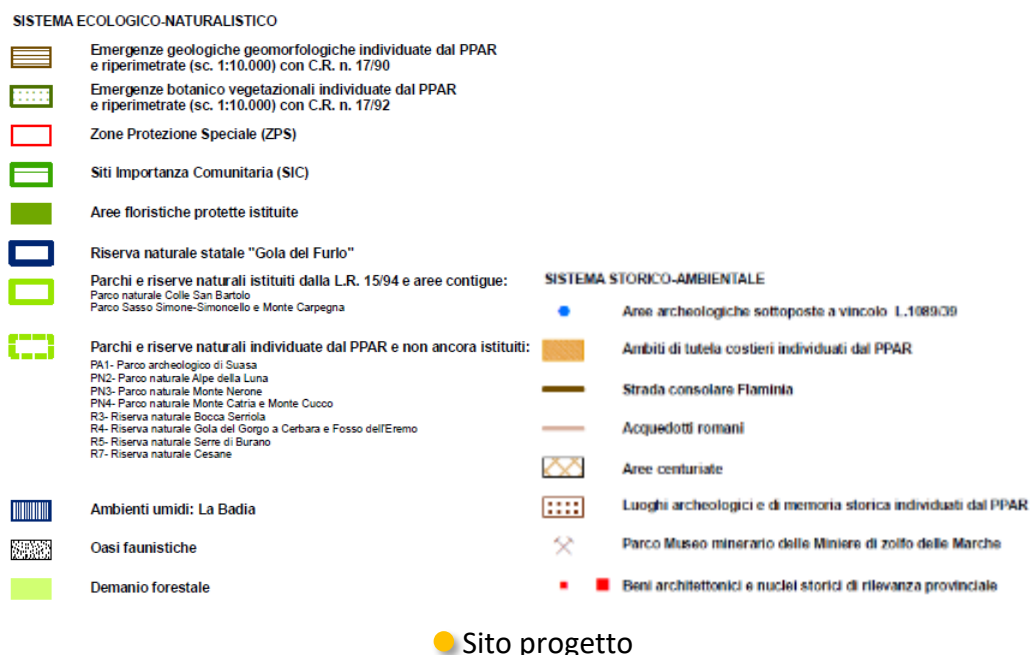 SISTEMA ECOLOGICO-NATURALISTICO
Emergenze geologiche geomorfologiche individuate dal PPAR
e riperimetrate (sc. 1:10.000) con C.R. n. 17/90
Emergenze botanico vegetazionali individuate dal PPAR
e riperimetrate (sc. 1:10.000) con C.R. n. 17/92
Zone Protezione Speciale (ZPS)
Siti Importanza Comunitaria (SIC)
Aree floristiche protette istituite
Riserva naturale statale "Gola del Furlo"
Parchi e riserve naturali istituiti dalla L.R. 15/94 e aree contigue:
Parco naturale Colle San Bartolo
Parco Sasso Simone-Simoncello e Monte Carpegna
Parchi e riserve naturali individuate dal PPAR e non ancora istituiti:
PA1- Parco archeologico di Suasa
PN2- Parco naturale Alpe della Luna
PN3- Parco naturale Monte Nerone
PN4- Parco naturale Monte Catria e Monte Cucco
R3- Riserva naturale Bocca Serriola
R4- Riserva naturale Gola del Gorgo a Cerbara e Fosso dell'Eremo
R5- Riserva naturale Serre di Burano
R7- Riserva naturale Cesane
Ambienti umidi: La Badia
Oasi faunistiche
Demanio forestale
SISTEMA STORICO-AMBIENTALE
Aree archeologiche sottoposte a vincolo L.1089/39
Ambiti di tutela costieri individuati dal PPAR
Strada consolare Flaminia
Acquedotti romani
Aree centuriate
Luoghi archeologici e di memoria storica individuati dal PPAR
Parco Museo minerario delle Miniere di zolfo delle Marche
Beni architettonici e nuclei storici di rilevanza provinciale
Sito progetto